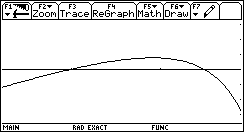 F1 F2 Zoom F3 Trace F4 ReGraph F5 Math F6 Draw F7
MAIN RAD EXACT FUNC